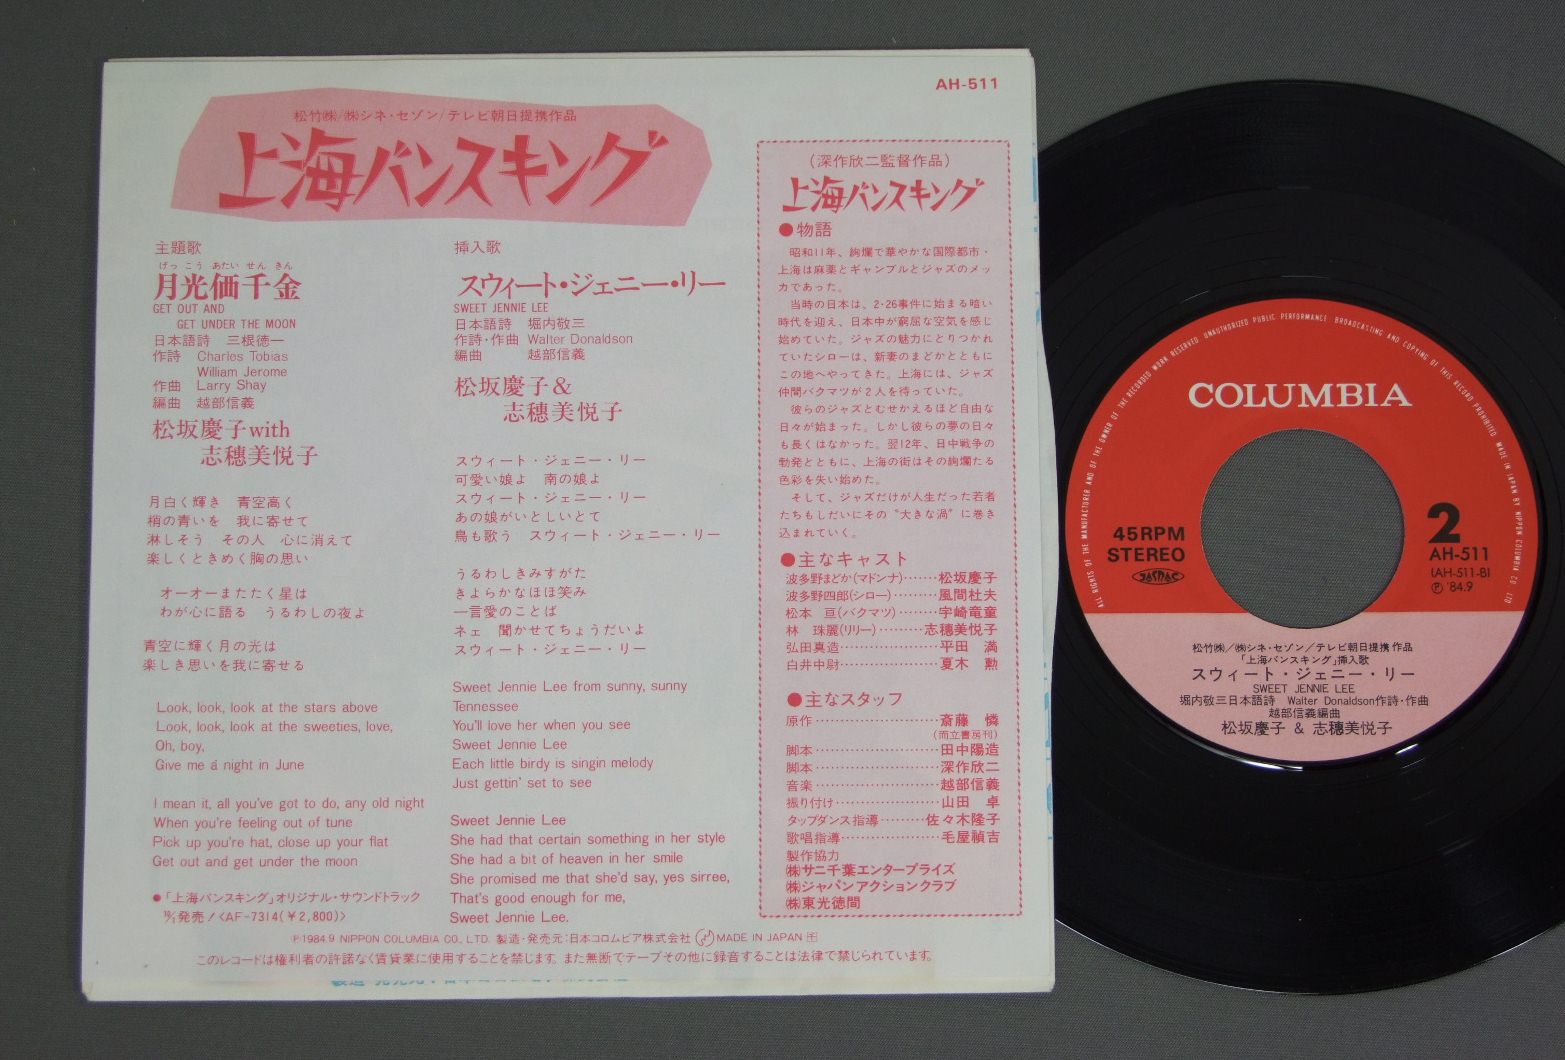 AH-511
松竹㈱/㈱シネ・セゾン/テレビ朝日提携作品
上海バンスキング
主題歌
げっこう あたい せん きん
月光価千金
GET OUT AND
GET UNDER THE MOON
日本語詩 三根徳一
作詩 Charles Tobias
William Jerome
作曲 Larry Shay
編曲 越部信義
松坂慶子with
志穂美悦子
月白く輝き 青空高く
梢の青いを 我に寄せて
淋しそう その人 心に消えて
楽しくときめく胸の思い
オーオーまたたく星は
わが心に語る うるわしの夜よ
青空に輝く月の光は
楽しき思いを我に寄せる
Look, look, look at the stars above
Look, look, look at the sweeties, love,
Oh, boy,
Give me á night in June
I mean it, all you've got to do, any old night
When you're feeling out of tune
Pick up you're hat, close up your flat
Get out and get under the moon
●「上海バンスキング」オリジナル・サウンドトラック
10/1発売!〈AF-7314(¥2,800)〉
挿入歌
スウィート・ジェニー・リー
SWEET JENNIE LEE
日本語詩 堀内敬三
作詩・作曲 Walter Donaldson
編曲 越部信義
松坂慶子&
志穂美悦子
スウィート・ジェニー・リー
可愛い娘よ 南の娘よ
スウィート・ジェニー・リー
あの娘がいとしいとて
鳥も歌う スウィート・ジェニー・リー
うるわしきみすがた
きよらかなほほ笑み
一言愛のことば
ネェ 聞かせてちょうだいよ
スウィート・ジェニー・リー
Sweet Jennie Lee from sunny, sunny
Tennessee
You'll love her when you see
Sweet Jennie Lee
Each little birdy is singin melody
Just gettin' set to see
Sweet Jennie Lee
She had that certain something in her style
She had a bit of heaven in her smile
She promised me that she'd say, yes sirree,
That's good enough for me,
Sweet Jennie Lee.
(深作欣二監督作品)
上海バンスキング
●物語
昭和11年、絢爛で華やかな国際都市・
上海は麻薬とギャンブルとジャズのメッ
カであった。
当時の日本は、2・26事件に始まる暗い
時代を迎え、日本中が窮屈な空気を感じ
始めていた。ジャズの魅力にとりつかれ
ていたシローは、新妻のまどかとともに
この地へやってきた。上海には、ジャズ
仲間バクマツが2人を待っていた。
彼らのジャズとむせかえるほど自由な
日々が始まった。しかし彼らの夢の日々
も長くはなかった。翌12年、日中戦争の
勃発とともに、上海の街はその絢爛たる
色彩を失い始めた。
そして、ジャズだけが人生だった若者
たちもしだいにその〝大きな渦〟に巻き
込まれていく。
●主なキャスト
波多野まどか(マドンナ)……松坂慶子
波多野四郎(シロー)………風間杜夫
松本 亘(バクマツ)………宇崎竜童
林 珠麗(リリー)………志穂美悦子
弘田真造………………平田 満
白井中尉………………夏木 勲
●主なスタッフ
原作………………斎藤 憐
(而立書房刊)
脚本………………田中陽造
脚本………………深作欣二
音楽………………越部信義
振り付け……………山田 卓
タップダンス指導………佐々木隆子
歌唱指導……………毛屋禎吉
製作協力
㈱サニ千葉エンタープライズ
㈱ジャパンアクションクラブ
㈱東光徳間
Ⓟ1984.9 NIPPON COLUMBIA CO., LTD. 製造・発売元:日本コロムビア株式会社 MADE IN JAPAN
このレコードは権利者の許諾なく賃貸業に使用することを禁じます。また無断でテープその他に録音することは法律で禁じられています。
ALL RIGHTS OF THE MANUFACTURER AND OF THE OWNER OF THE RECORDED WORK RESERVED UNAUTHORIZED PUBLIC PERFORMANCE BROADCASTING AND COPYING OF THIS RECORD PROHIBITED MADE IN JAPAN BY NIPPON COLUMBIA CO. LTD
COLUMBIA
45RPM
STEREO
JASRAC
2
AH-511
(AH-511-B)
Ⓟ '84.9
松竹㈱/㈱シネ・セゾン/テレビ朝日提携作品
「上海バンスキング」挿入歌
スウィート・ジェニー・リー
SWEET JENNIE LEE
堀内敬三日本語詩 Walter Donaldson作詩・作曲
越部信義編曲
松坂慶子 & 志穂美悦子